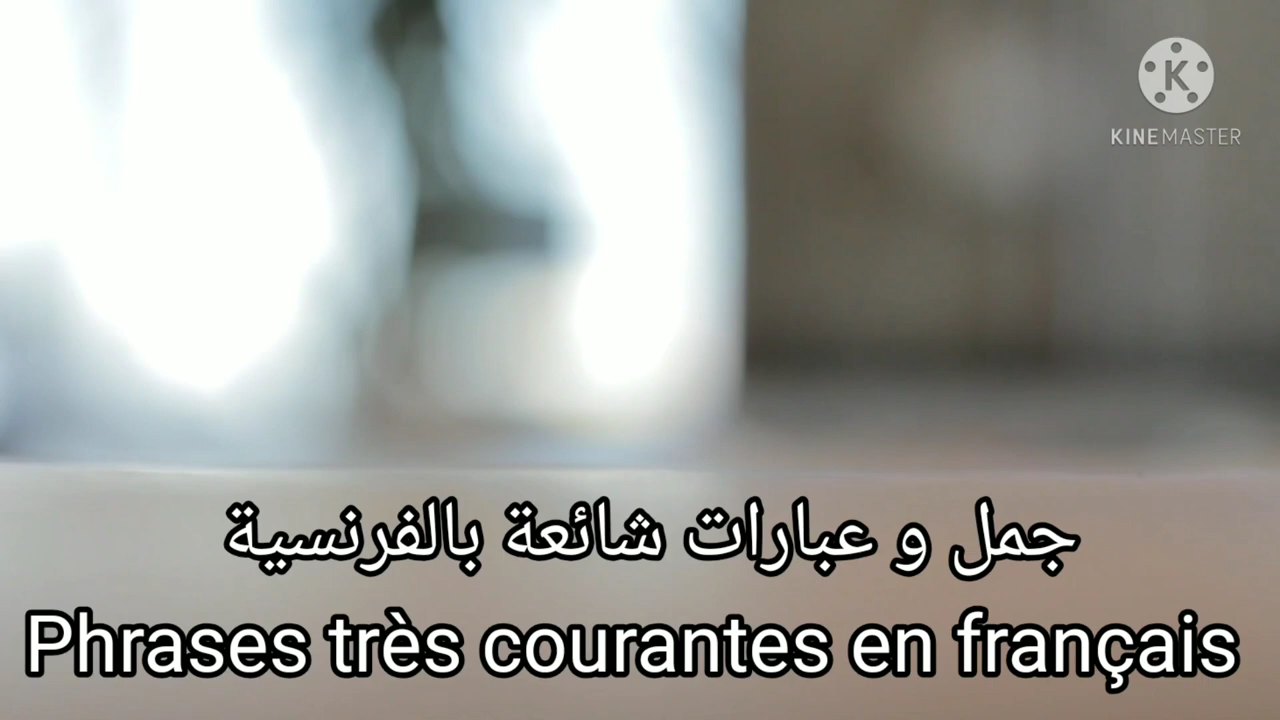 K
KINEMASTER
جمل و عبارات شائعة بالفرنسية
Phrases très courantes en français